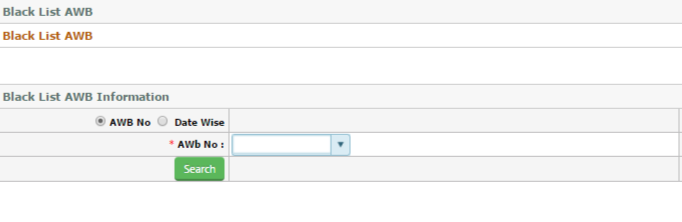 Black List AWB
Black List AWB
Black List AWB Information
AWB No Date Wise
* AWb No :
Search